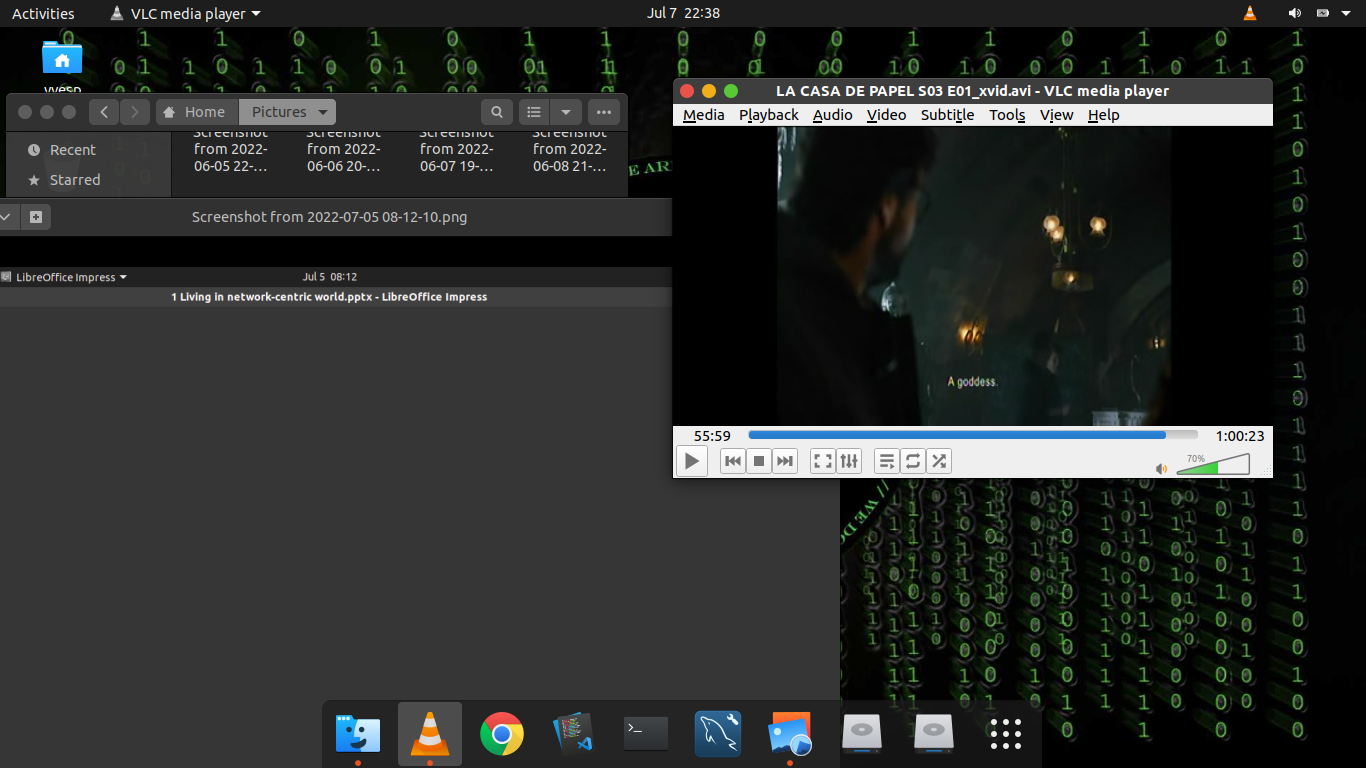 Activities
VLC media player
Jul 7 22:38
Home
Pictures
Recent
Starred
Screenshot
from 2022-
06-05 22-…
Screenshot
from 2022-
06-06 20-…
Screenshot
from 2022-
06-07 19-…
Screenshot
from 2022-
06-08 21-…
Screenshot from 2022-07-05 08-12-10.png
LibreOffice Impress
Jul 5 08:12
1 Living in network-centric world.pptx - LibreOffice Impress
LA CASA DE PAPEL S03 E01_xvid.avi - VLC media player
Media Playback Audio Video Subtitle Tools View Help
A goddess.
55:59
1:00:23
70%
E AR
// WE DO